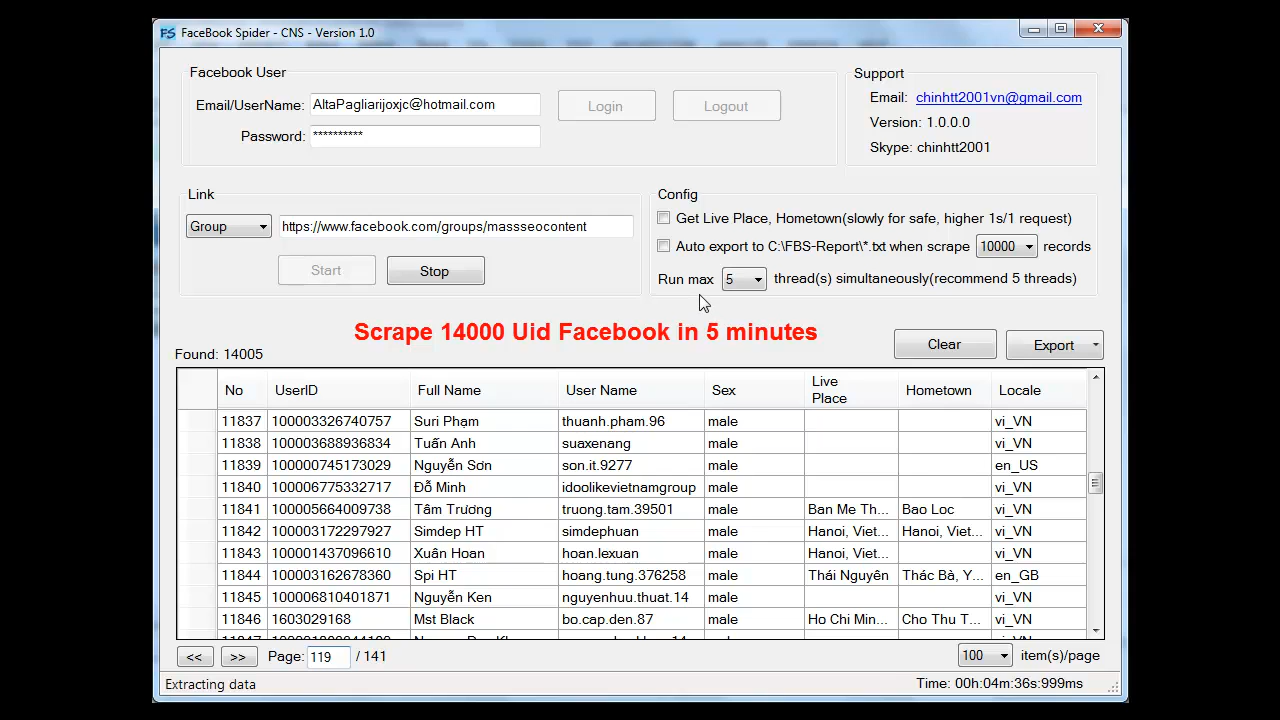 FS FaceBook Spider - CNS - Version 1.0
Facebook User
Email/UserName: AltaPagliarijoxjc@hotmail.com Login Logout
Password: **********
Support
Email: chinhtt2001vn@gmail.com
Version: 1.0.0.0
Skype: chinhtt2001
Link
Group https://www.facebook.com/groups/massseocontent
Start Stop
Config
Get Live Place, Hometown(slowly for safe, higher 1s/1 request)
Auto export to C:\FBS-Report\*.txt when scrape 10000 records
Run max 5 thread(s) simultaneously(recommend 5 threads)
Scrape 14000 Uid Facebook in 5 minutes
Clear Export
Found: 14005
No UserID Full Name User Name Sex Live Place Hometown Locale
11837 100003326740757 Suri Phạm thuanh.pham.96 male vi_VN
11838 100003688936834 Tuấn Anh suaxenang male vi_VN
11839 100000745173029 Nguyễn Sơn son.it.9277 male en_US
11840 100006775332717 Đỗ Minh idoolikevietnamgroup male vi_VN
11841 100005664009738 Tâm Trương truong.tam.39501 male Ban Me Th... Bao Loc vi_VN
11842 100003172297927 Simdep HT simdephuan male Hanoi, Viet... Hanoi, Viet... vi_VN
11843 100001437096610 Xuân Hoan hoan.lexuan male Hanoi, Viet... vi_VN
11844 100003162678360 Spi HT hoang.tung.376258 male Thái Nguyên Thác Bà, Y... en_GB
11845 100006810401871 Nguyễn Ken nguyenhuu.thuat.14 male vi_VN
11846 1603029168 Mst Black bo.cap.den.87 male Ho Chi Min... Cho Thu T... vi_VN
<< >> Page: 119 / 141 100 item(s)/page
Extracting data Time: 00h:04m:36s:999ms